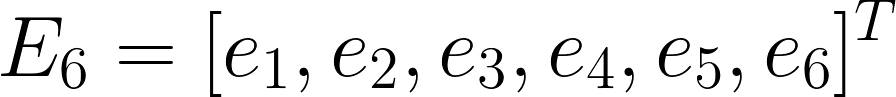 E_6 = [e_1, e_2, e_3, e_4, e_5, e_6]^T